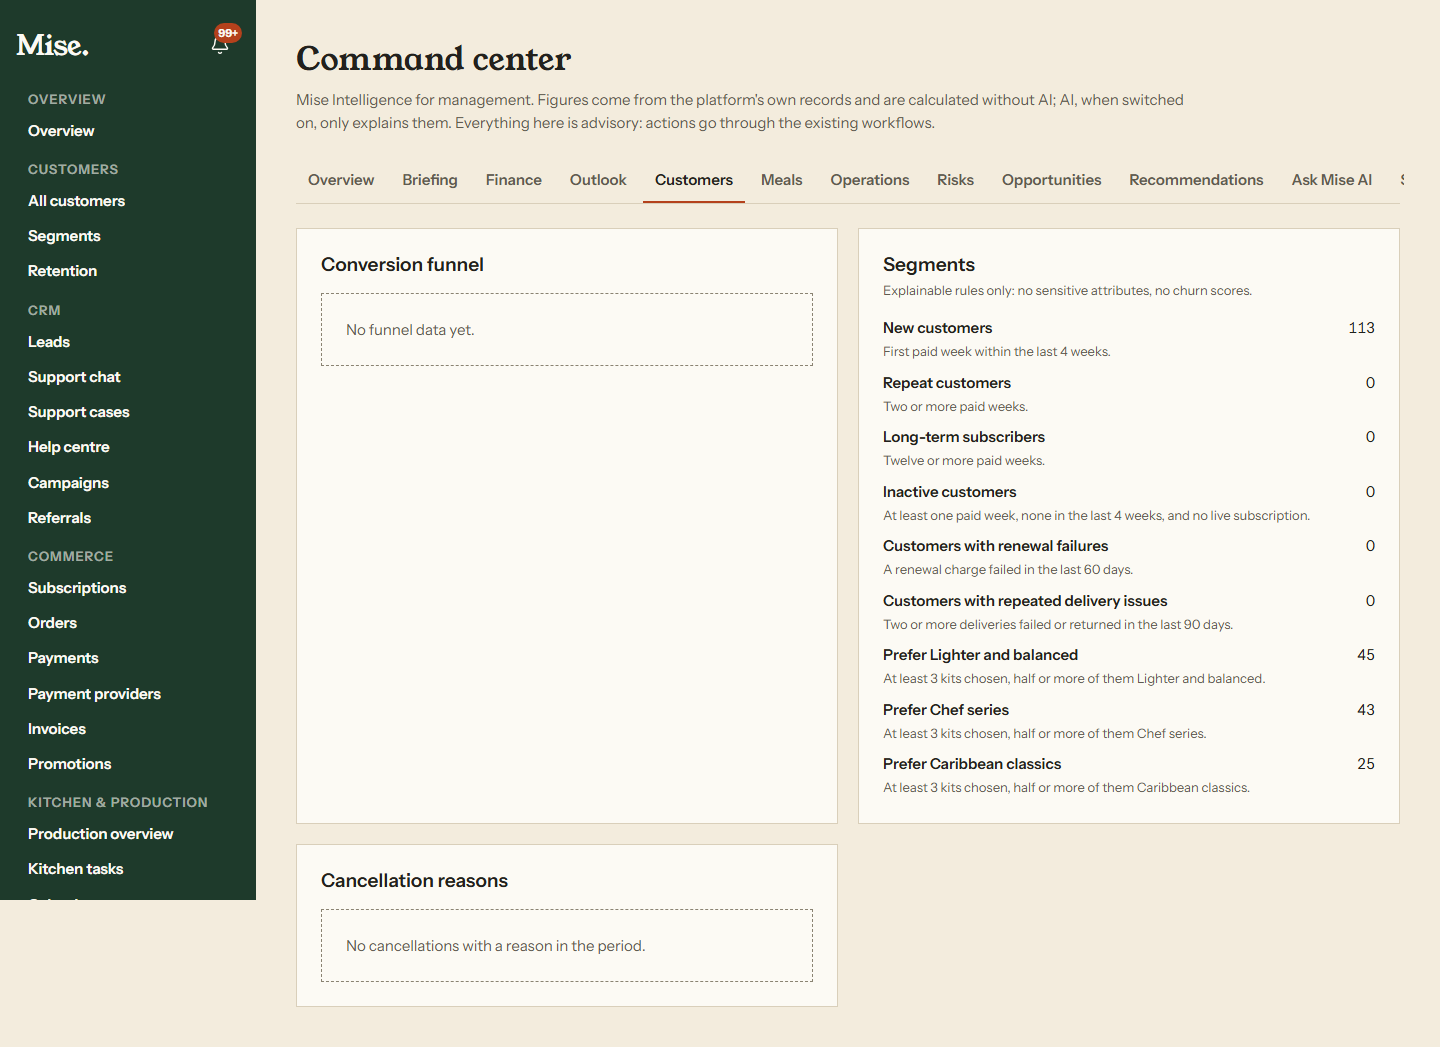 Mise.
99+
OVERVIEW
Overview
CUSTOMERS
All customers
Segments
Retention
CRM
Leads
Support chat
Support cases
Help centre
Campaigns
Referrals
COMMERCE
Subscriptions
Orders
Payments
Payment providers
Invoices
Promotions
KITCHEN & PRODUCTION
Production overview
Kitchen tasks
Command center
Mise Intelligence for management. Figures come from the platform's own records and are calculated without AI; AI, when switched
on, only explains them. Everything here is advisory: actions go through the existing workflows.
Overview Briefing Finance Outlook Customers Meals Operations Risks Opportunities Recommendations Ask Mise AI
Conversion funnel
No funnel data yet.
Segments
Explainable rules only: no sensitive attributes, no churn scores.
New customers 113
First paid week within the last 4 weeks.
Repeat customers 0
Two or more paid weeks.
Long-term subscribers 0
Twelve or more paid weeks.
Inactive customers 0
At least one paid week, none in the last 4 weeks, and no live subscription.
Customers with renewal failures 0
A renewal charge failed in the last 60 days.
Customers with repeated delivery issues 0
Two or more deliveries failed or returned in the last 90 days.
Prefer Lighter and balanced 45
At least 3 kits chosen, half or more of them Lighter and balanced.
Prefer Chef series 43
At least 3 kits chosen, half or more of them Chef series.
Prefer Caribbean classics 25
At least 3 kits chosen, half or more of them Caribbean classics.
Cancellation reasons
No cancellations with a reason in the period.